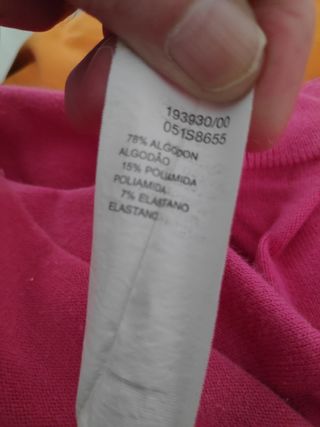 193930/00
051S8655
78% ALGODON
ALGODÃO
15% POLIAMIDA
POLIAMIDA
7% ELASTANO
ELASTANO